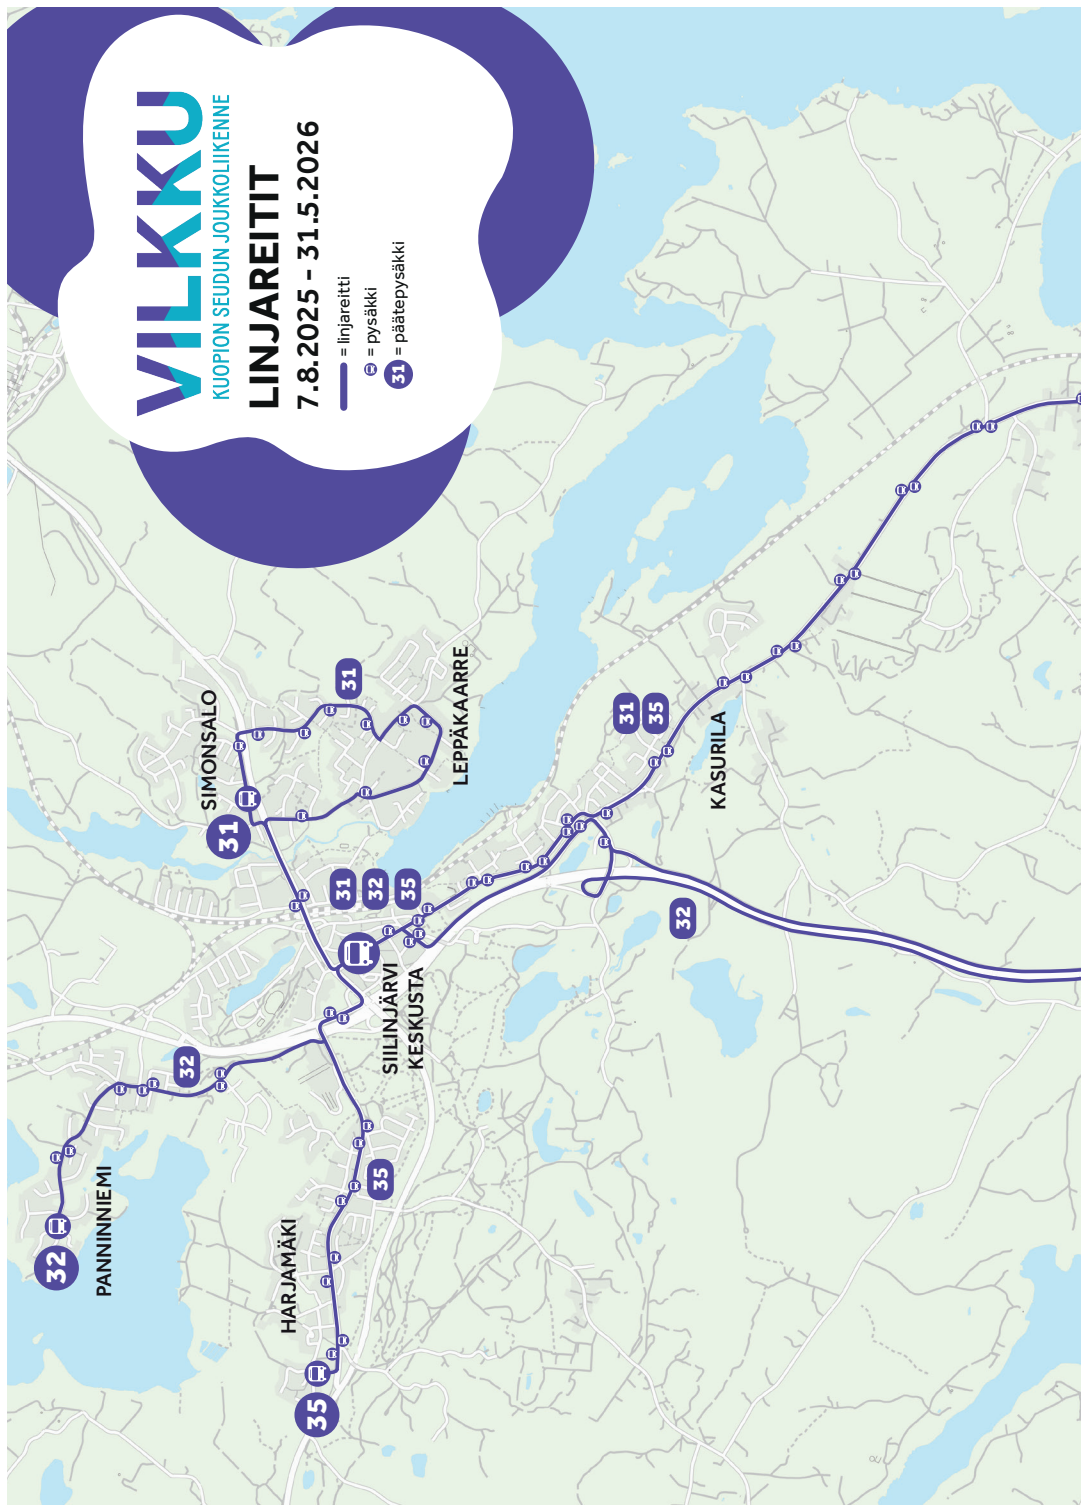 VILKKU
KUOPION SEUDUN JOUKKOLIIKENNE
LINJAREITIT
7.8.2025 - 31.5.2026
= linjareitti
= pysäkki
31 = päätepysäkki
32
PANNINNIEMI
32
35
HARJAMÄKI
35
SIILINJÄRVI
KESKUSTA
31
32
35
31
SIMONSALO
31
LEPPÄKAARRE
32
31
35
KASURILA